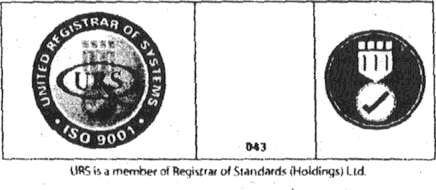 UNITED REGISTRAR OF SYSTEMS
URS
• ISO 9001 •
043
URS is a member of Registrar of Standards (Holdings) Ltd.